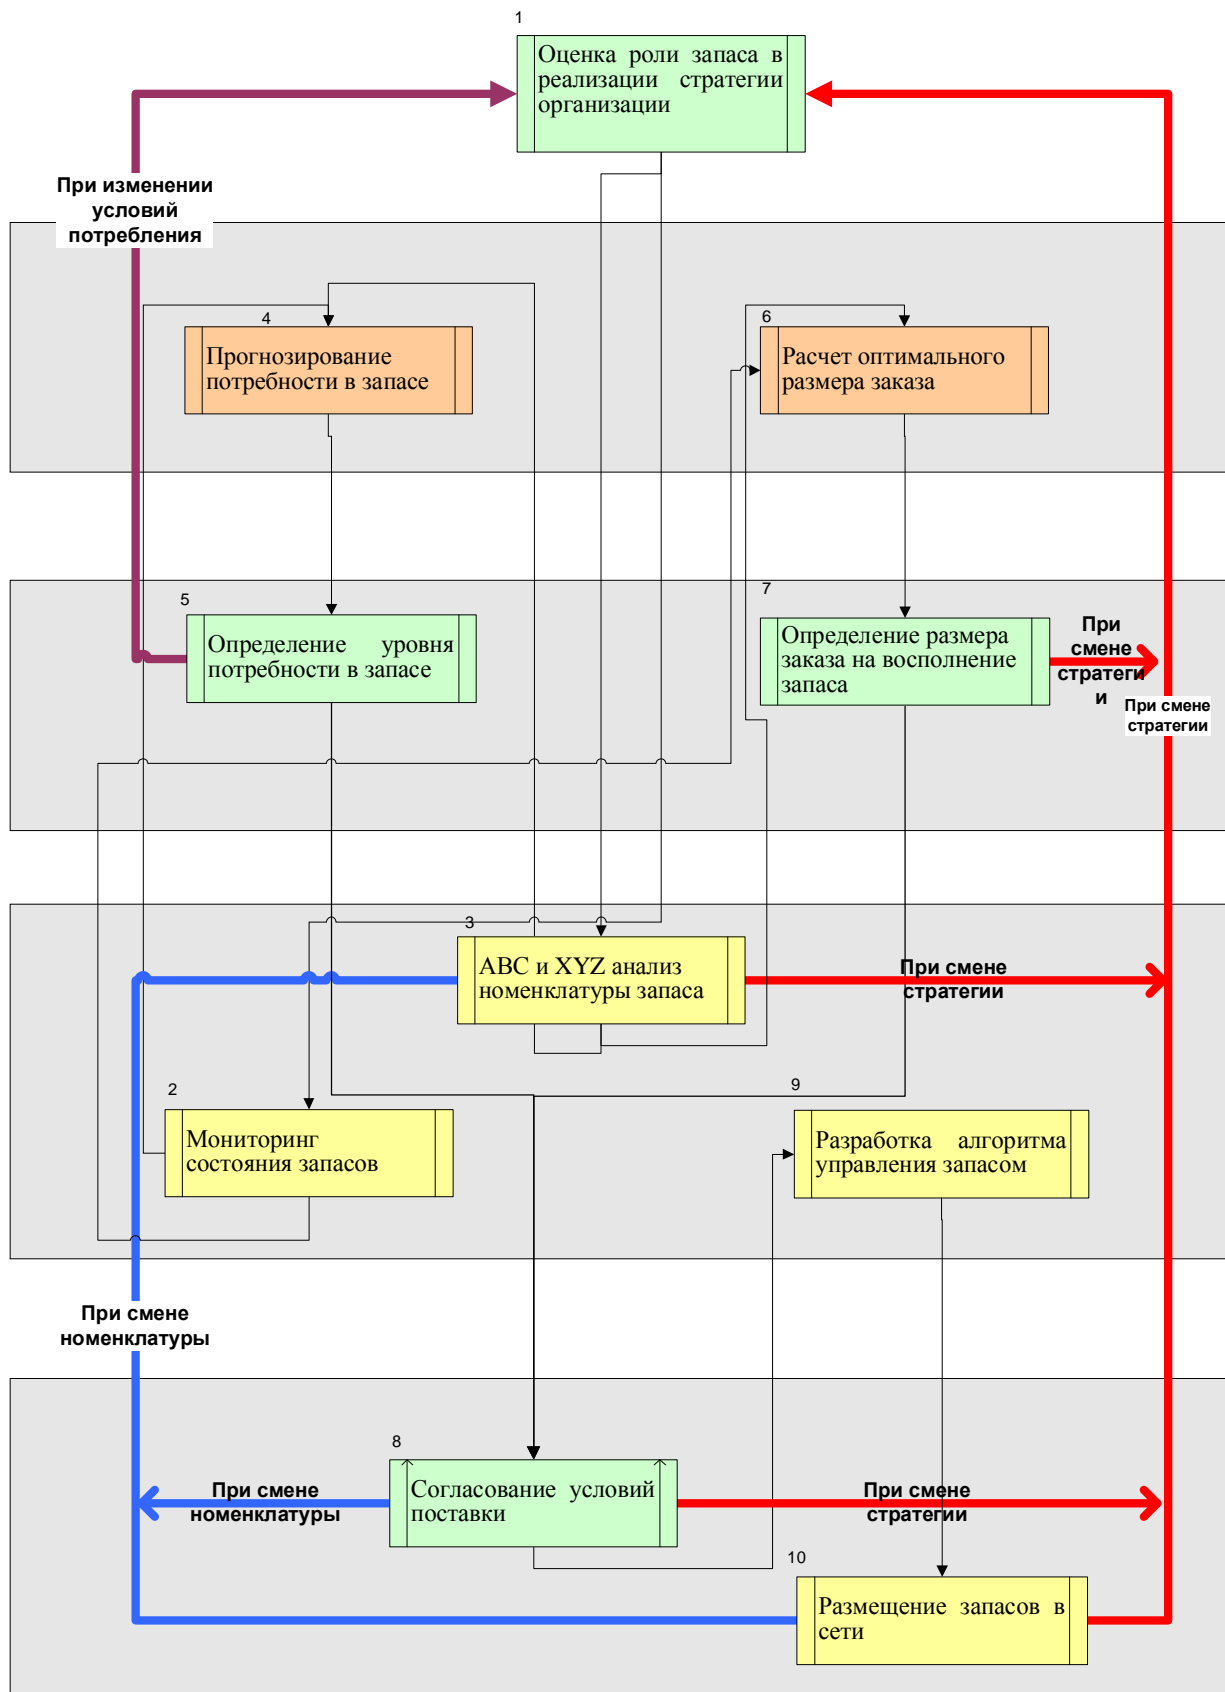 1
Оценка роли запаса в
реализации стратегии
организации
При изменении
условий
потребления
4
Прогнозирование
потребности в запасе
6
Расчет оптимального
размера заказа
5
Определение уровня
потребности в запасе
7
Определение размера
заказа на восполнение
запаса
При
смене
стратеги
и
При смене
стратегии
3
ABC и XYZ анализ
номенклатуры запаса
При смене
стратегии
2
Мониторинг
состояния запасов
9
Разработка алгоритма
управления запасом
При смене
номенклатуры
8
Согласование условий
поставки
При смене
номенклатуры
При смене
стратегии
10
Размещение запасов в
сети